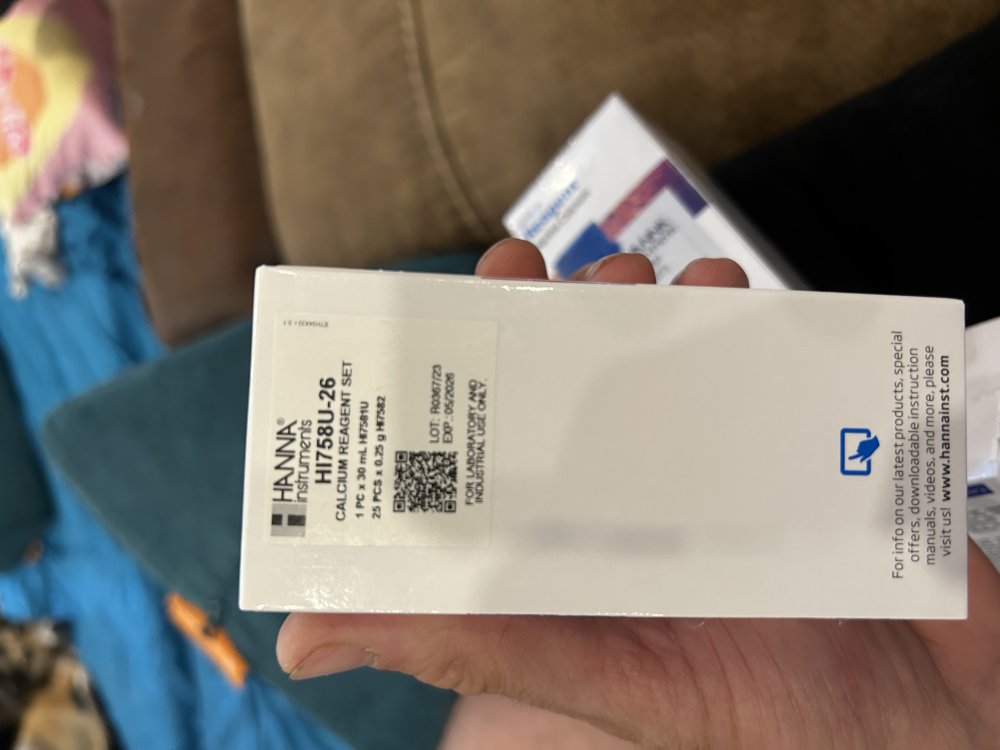 HANNA®
instruments
HI758U-26
CALCIUM REAGENT SET
1 PC x 30 mL HI7581U
25 PCS x 0.25 g HI7582
LOT: R0367/23
EXP.: 05/2026
FOR LABORATORY AND
INDUSTRIAL USE ONLY.
For info on our latest products, special
offers, downloadable instruction
manuals, videos, and more, please
visit us! www.hannainst.com
Reagent